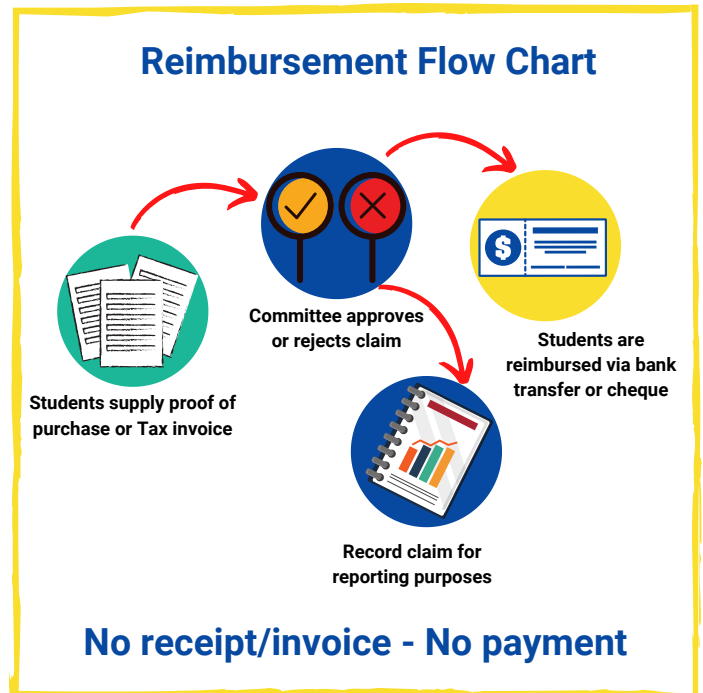 Reimbursement Flow Chart
Students supply proof of
purchase or Tax invoice
Committee approves
or rejects claim
$
Students are
reimbursed via bank
transfer or cheque
Record claim for
reporting purposes
No receipt/invoice - No payment